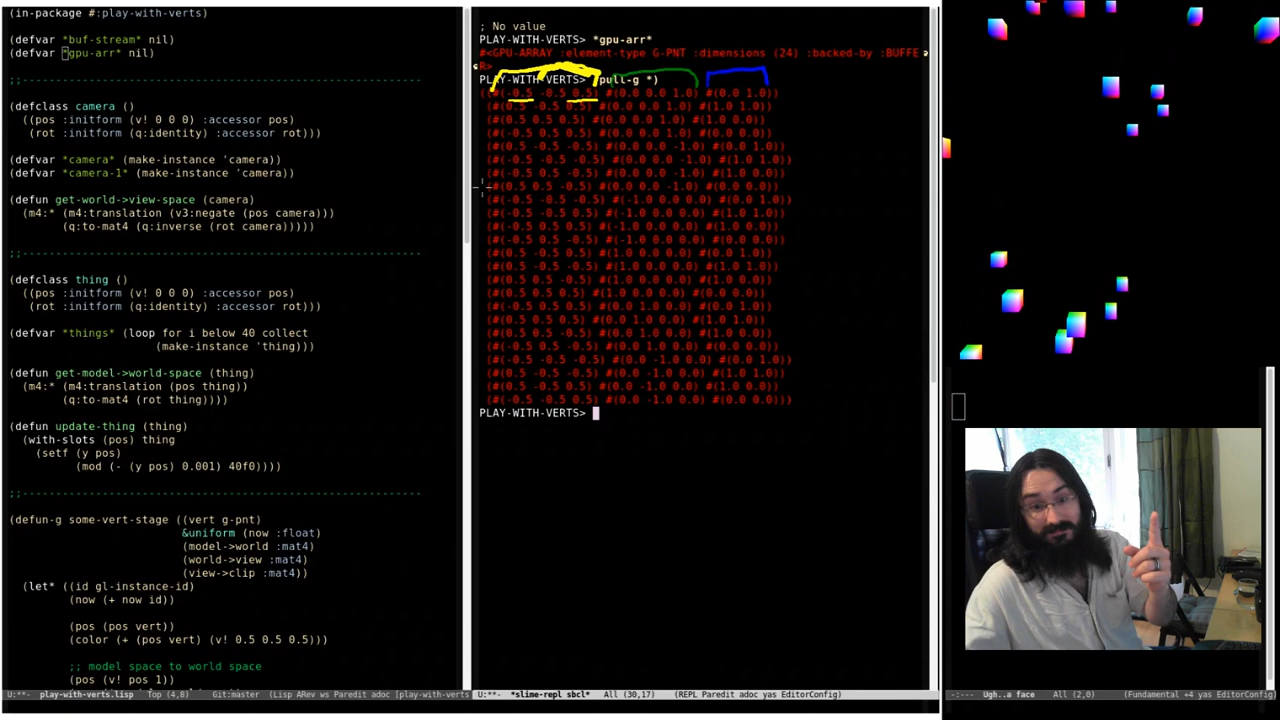 (in-package #:play-with-verts)
(defvar *buf-stream* nil)
(defvar *gpu-arr* nil)
;;------------------------------------------------------------
(defclass camera ()
((pos :initform (v! 0 0 0) :accessor pos)
(rot :initform (q:identity) :accessor rot)))
(defvar *camera* (make-instance 'camera))
(defvar *camera-1* (make-instance 'camera))
(defun get-world->view-space (camera)
(m4:* (m4:translation (v3:negate (pos camera)))
(q:to-mat4 (q:inverse (rot camera)))))
;;------------------------------------------------------------
(defclass thing ()
((pos :initform (v! 0 0 0) :accessor pos)
(rot :initform (q:identity) :accessor rot)))
(defvar *things* (loop for i below 40 collect
(make-instance 'thing)))
(defun get-model->world-space (thing)
(m4:* (m4:translation (pos thing))
(q:to-mat4 (rot thing))))
(defun update-thing (thing)
(with-slots (pos) thing
(setf (y pos)
(mod (- (y pos) 0.001) 40f0))))
;;------------------------------------------------------------
(defun-g some-vert-stage ((vert g-pnt)
&uniform (now :float)
(model->world :mat4)
(world->view :mat4)
(view->clip :mat4))
(let* ((id gl-instance-id)
(now (+ now id))
(pos (pos vert))
(color (+ (pos vert) (v! 0.5 0.5 0.5)))
;; model space to world space
(pos (v! pos 1))
U:**- play-with-verts.lisp Top (4,8) Git:master (Lisp ARev ws Paredit adoc [play-with-verts
; No value
PLAY-WITH-VERTS> *gpu-arr*
#<GPU-ARRAY :element-type G-PNT :dimensions (24) :backed-by :BUFFE
R>
PLAY-WITH-VERTS> (pull-g *)
((#(-0.5 -0.5 0.5) #(0.0 0.0 1.0) #(0.0 1.0))
(#(0.5 -0.5 0.5) #(0.0 0.0 1.0) #(1.0 1.0))
(#(0.5 0.5 0.5) #(0.0 0.0 1.0) #(1.0 0.0))
(#(-0.5 0.5 0.5) #(0.0 0.0 1.0) #(0.0 0.0))
(#(-0.5 -0.5 -0.5) #(0.0 0.0 -1.0) #(1.0 1.0))
(#(-0.5 0.5 -0.5) #(0.0 0.0 -1.0) #(1.0 0.0))
(#(0.5 0.5 -0.5) #(0.0 0.0 -1.0) #(0.0 0.0))
(#(-0.5 -0.5 -0.5) #(-1.0 0.0 0.0) #(0.0 1.0))
(#(-0.5 -0.5 0.5) #(-1.0 0.0 0.0) #(1.0 1.0))
(#(-0.5 0.5 0.5) #(-1.0 0.0 0.0) #(1.0 0.0))
(#(-0.5 0.5 -0.5) #(-1.0 0.0 0.0) #(0.0 0.0))
(#(0.5 -0.5 0.5) #(1.0 0.0 0.0) #(0.0 1.0))
(#(0.5 -0.5 -0.5) #(1.0 0.0 0.0) #(1.0 1.0))
(#(0.5 0.5 -0.5) #(1.0 0.0 0.0) #(1.0 0.0))
(#(0.5 0.5 0.5) #(1.0 0.0 0.0) #(0.0 0.0))
(#(-0.5 0.5 0.5) #(0.0 1.0 0.0) #(0.0 1.0))
(#(0.5 0.5 0.5) #(0.0 1.0 0.0) #(1.0 1.0))
(#(0.5 0.5 -0.5) #(0.0 1.0 0.0) #(1.0 0.0))
(#(-0.5 0.5 -0.5) #(0.0 1.0 0.0) #(0.0 0.0))
(#(-0.5 -0.5 -0.5) #(0.0 -1.0 0.0) #(0.0 1.0))
(#(0.5 -0.5 -0.5) #(0.0 -1.0 0.0) #(1.0 1.0))
(#(0.5 -0.5 0.5) #(0.0 -1.0 0.0) #(1.0 0.0))
(#(-0.5 -0.5 0.5) #(0.0 -1.0 0.0) #(0.0 0.0)))
PLAY-WITH-VERTS>
U:**- *slime-repl sbcl* All (30,17) (REPL Paredit adoc yas EditorConfig)
-:--- Ugh..a face All (2,0) (Fundamental +4 yas EditorConfig)